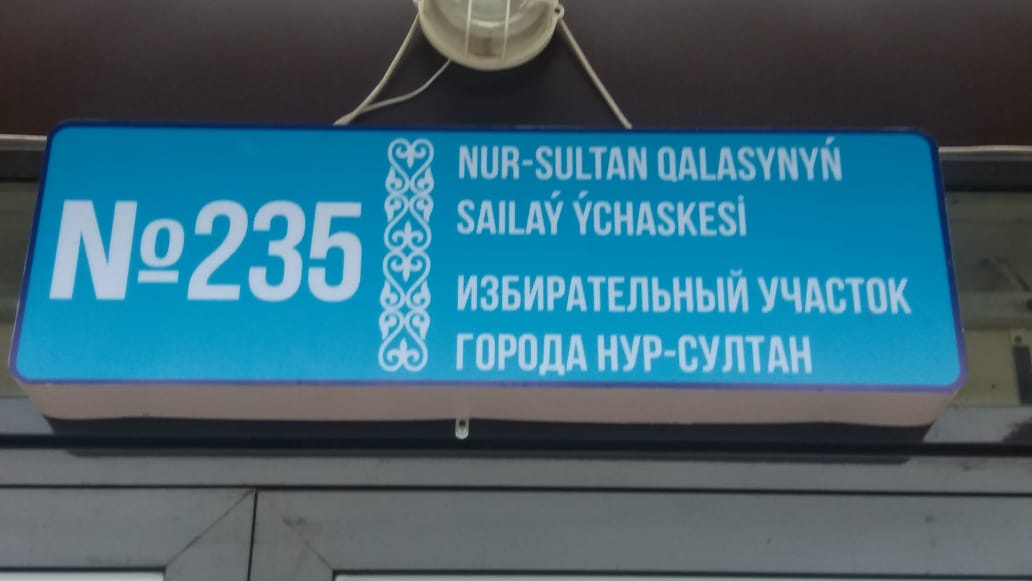 №235
NUR-SULTAN QALASYNYŃ
SAILAÝ ÝCHASKESİ
ИЗБИРАТЕЛЬНЫЙ УЧАСТОК
ГОРОДА НУР-СУЛТАН